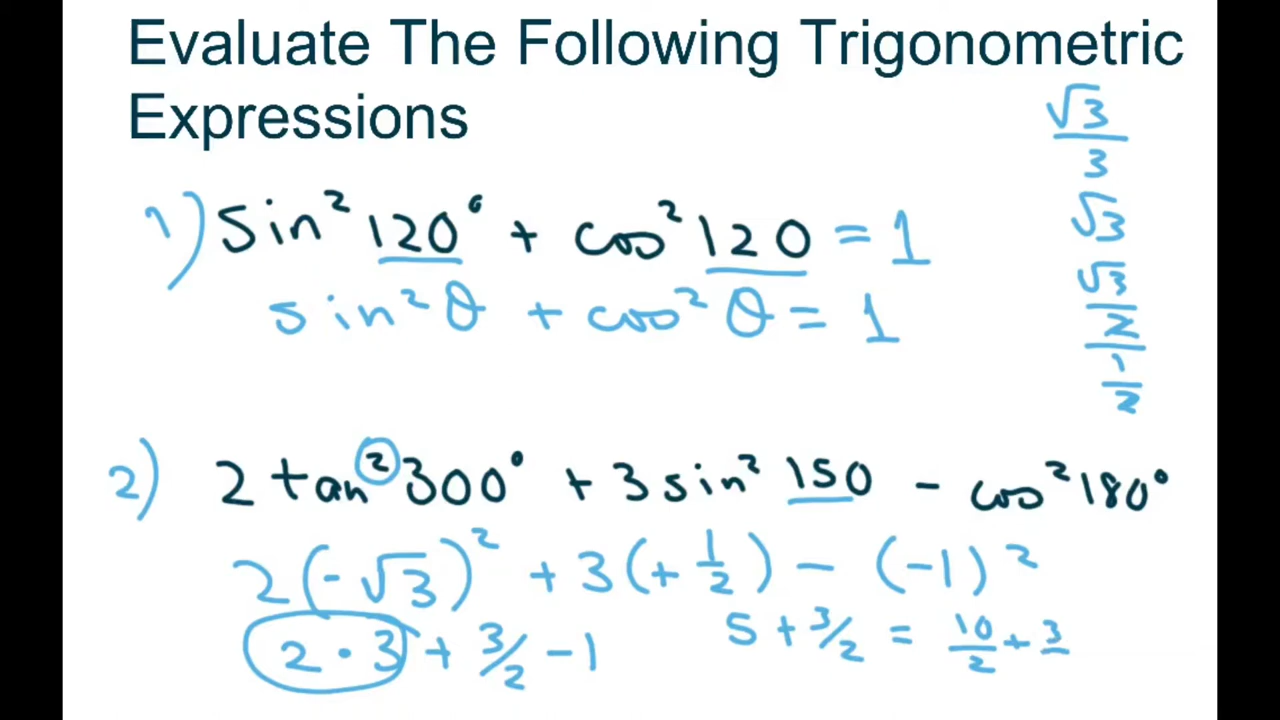 Evaluate The Following Trigonometric
Expressions
√3/3
√3
√3/2
1/2
1) sin² 120° + cos² 120 = 1
sin² θ + cos² θ = 1
2) 2 tan² 300° + 3 sin² 150 - cos² 180°
2(-√3)² + 3(+1/2) - (-1)²
2 · 3 + 3/2 - 1
5 + 3/2 = 10/2 + 3